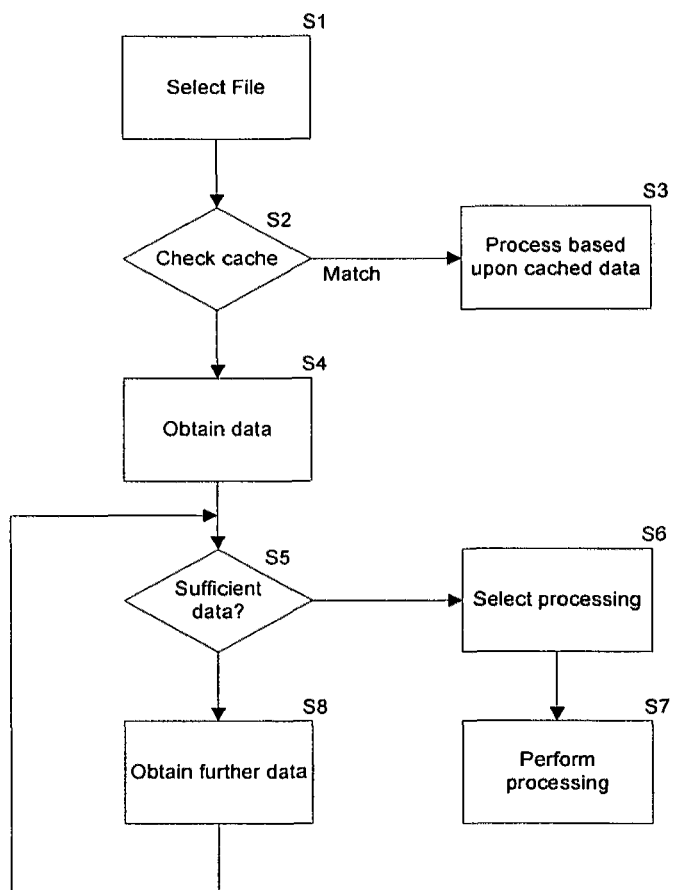 S1
Select File
S2
Check cache
Match
S3
Process based
upon cached data
S4
Obtain data
S5
Sufficient
data?
S6
Select processing
S7
Perform
processing
S8
Obtain further data